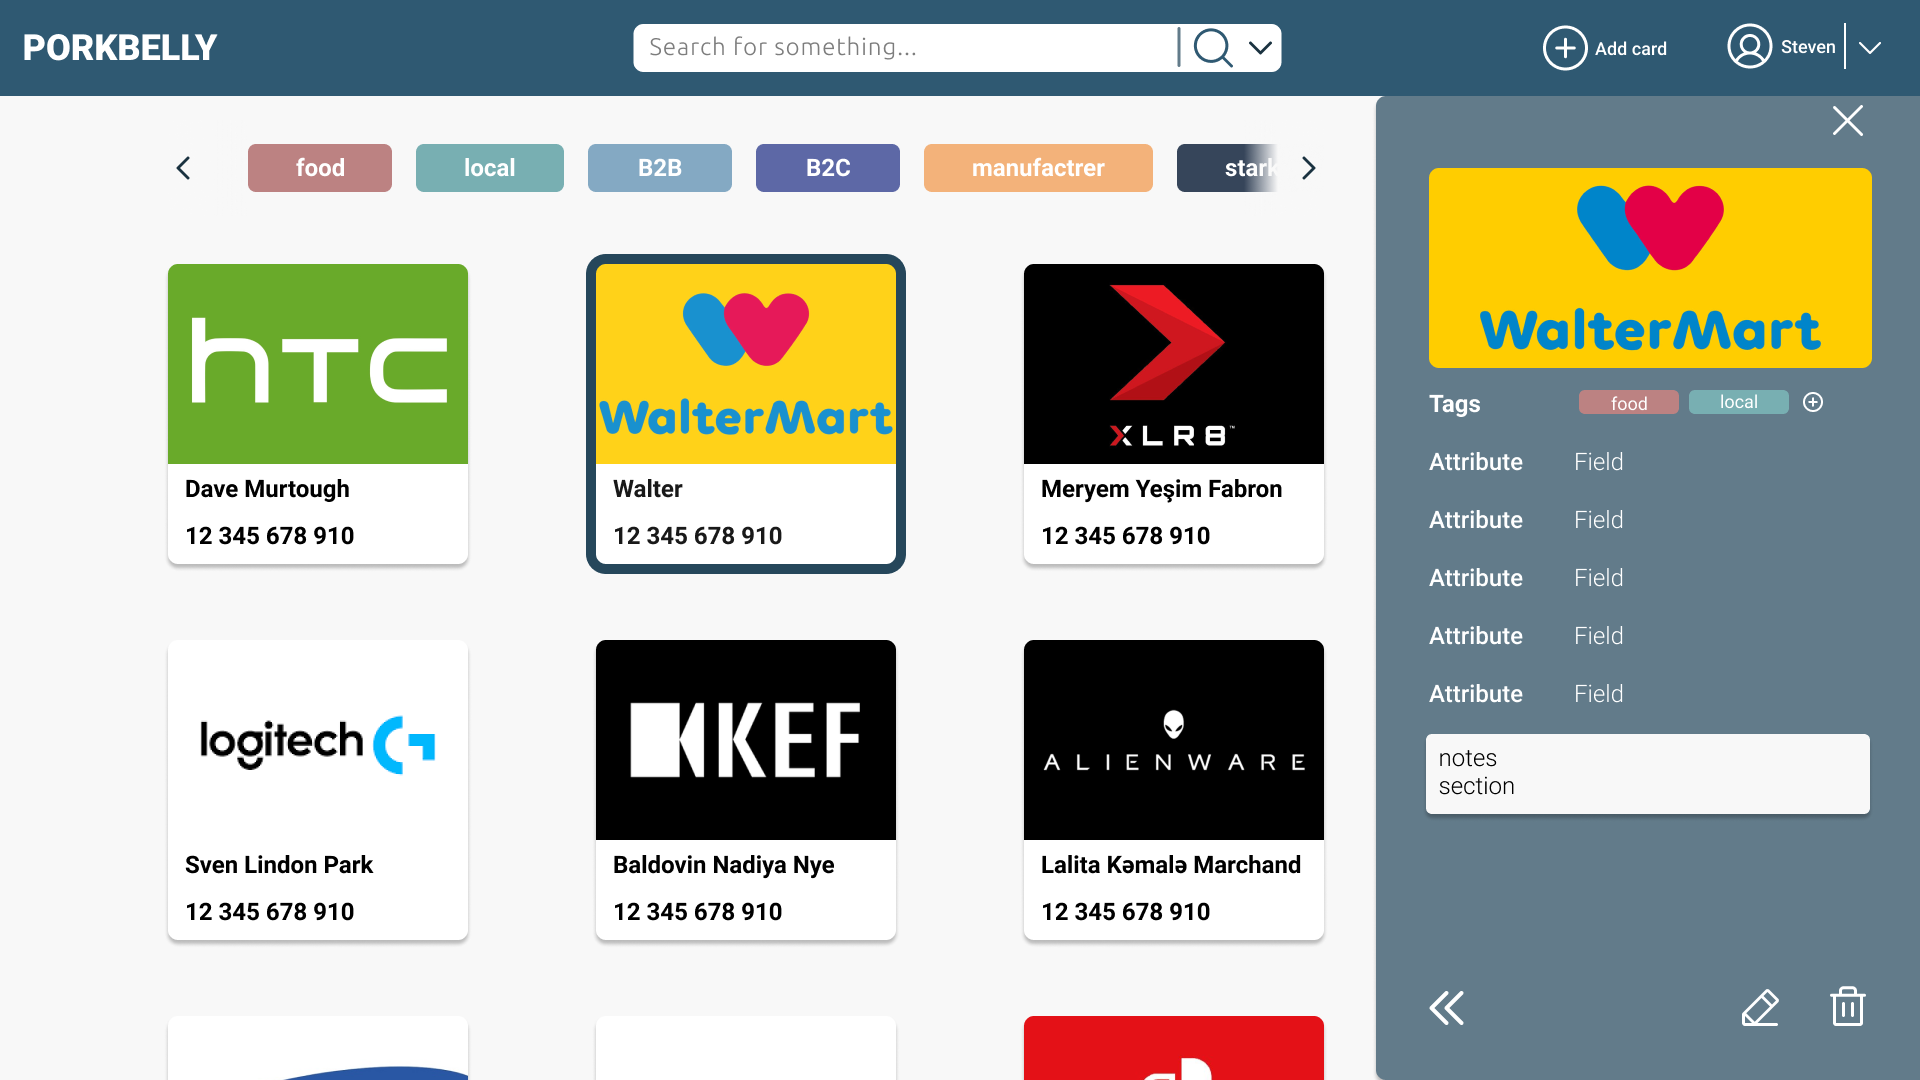 PORKBELLY
Search for something...
Add card
Steven
food
local
B2B
B2C
manufactrer
stark
hTC
Dave Murtough
12 345 678 910
WalterMart
Walter
12 345 678 910
XLR8™
Meryem Yeşim Fabron
12 345 678 910
logitech G
Sven Lindon Park
12 345 678 910
KEF
Baldovin Nadiya Nye
12 345 678 910
ALIENWARE
Lalita Kəmalə Marchand
12 345 678 910
WalterMart
Tags food local
Attribute Field
Attribute Field
Attribute Field
Attribute Field
Attribute Field
notes
section